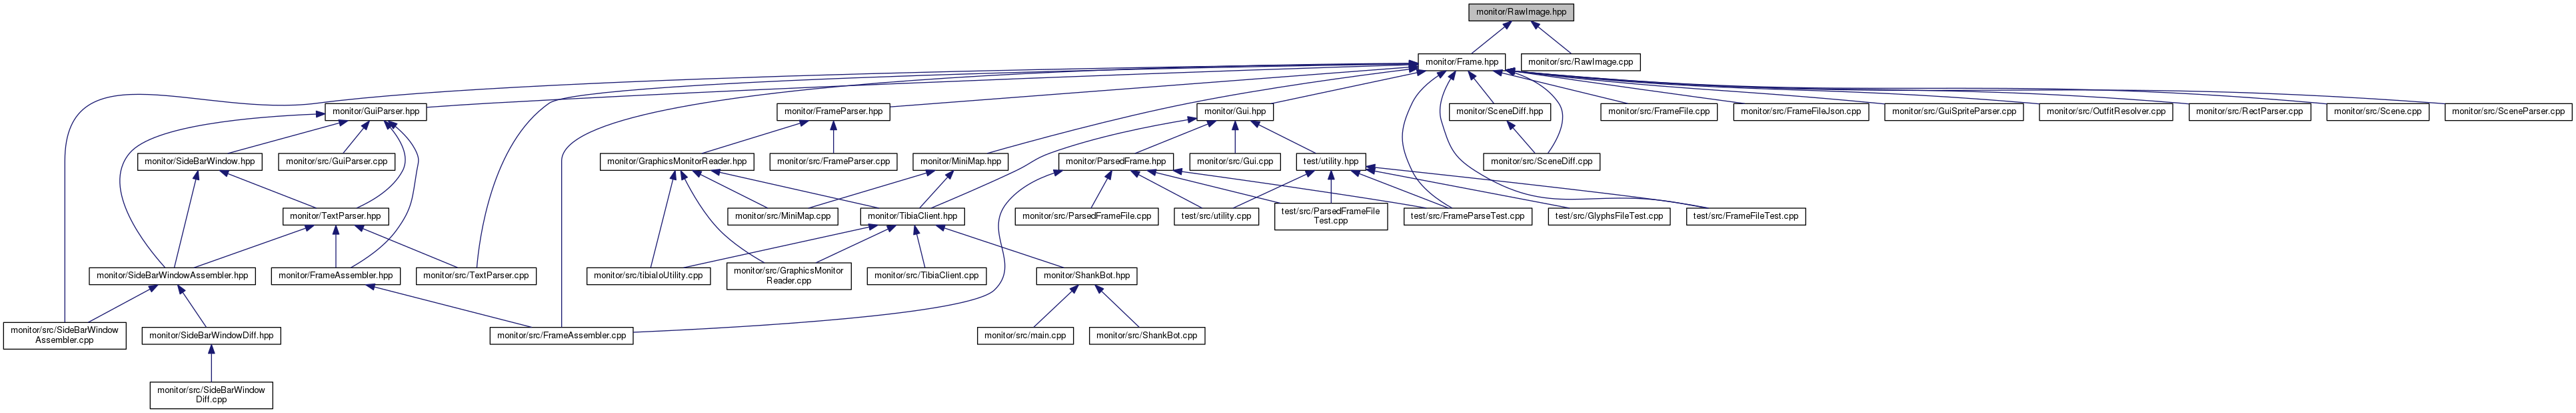 monitor/RawImage.hpp
monitor/Frame.hpp
monitor/src/RawImage.cpp
monitor/GuiParser.hpp
monitor/FrameParser.hpp
monitor/Gui.hpp
monitor/SceneDiff.hpp
monitor/src/FrameFile.cpp
monitor/src/FrameFileJson.cpp
monitor/src/GuiSpriteParser.cpp
monitor/src/OutfitResolver.cpp
monitor/src/RectParser.cpp
monitor/src/Scene.cpp
monitor/src/SceneParser.cpp
monitor/SideBarWindow.hpp
monitor/src/GuiParser.cpp
monitor/GraphicsMonitorReader.hpp
monitor/src/FrameParser.cpp
monitor/MiniMap.hpp
monitor/ParsedFrame.hpp
monitor/src/Gui.cpp
test/utility.hpp
monitor/src/SceneDiff.cpp
monitor/TextParser.hpp
monitor/src/MiniMap.cpp
monitor/TibiaClient.hpp
monitor/src/ParsedFrameFile.cpp
test/src/utility.cpp
test/src/ParsedFrameFile
Test.cpp
test/src/FrameParseTest.cpp
test/src/GlyphsFileTest.cpp
test/src/FrameFileTest.cpp
monitor/SideBarWindowAssembler.hpp
monitor/FrameAssembler.hpp
monitor/src/TextParser.cpp
monitor/src/tibiaIoUtility.cpp
monitor/src/GraphicsMonitor
Reader.cpp
monitor/src/TibiaClient.cpp
monitor/ShankBot.hpp
monitor/src/SideBarWindow
Assembler.cpp
monitor/SideBarWindowDiff.hpp
monitor/src/FrameAssembler.cpp
monitor/src/main.cpp
monitor/src/ShankBot.cpp
monitor/src/SideBarWindow
Diff.cpp